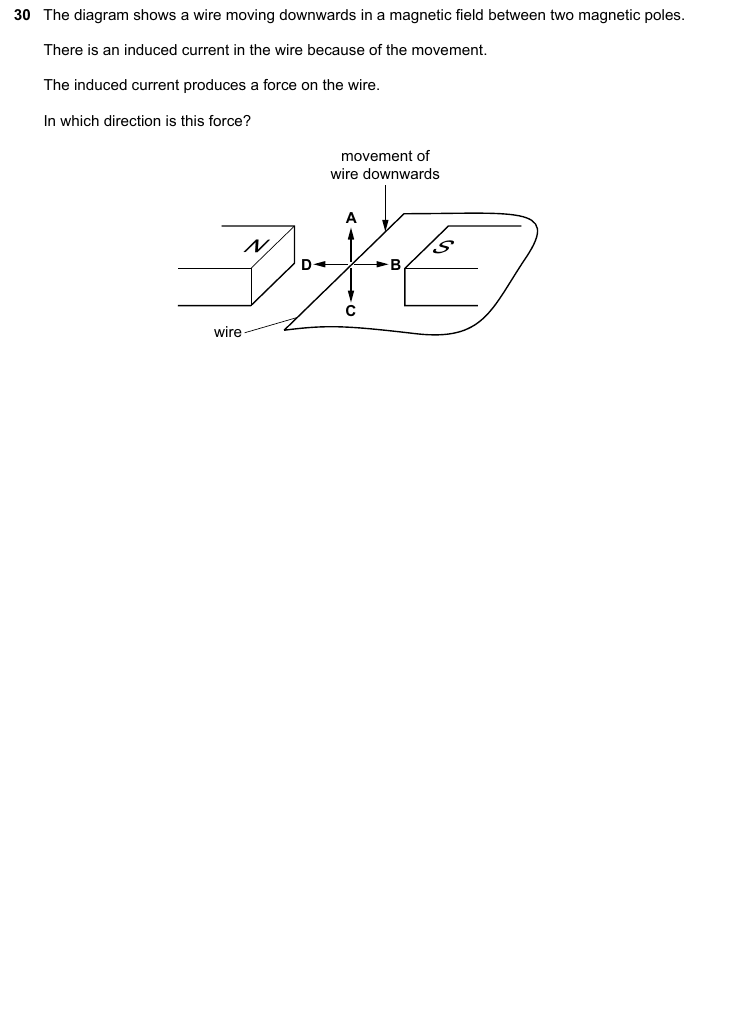 30 The diagram shows a wire moving downwards in a magnetic field between two magnetic poles.
There is an induced current in the wire because of the movement.
The induced current produces a force on the wire.
In which direction is this force?
movement of
wire downwards
A
N
S
D
B
C
wire